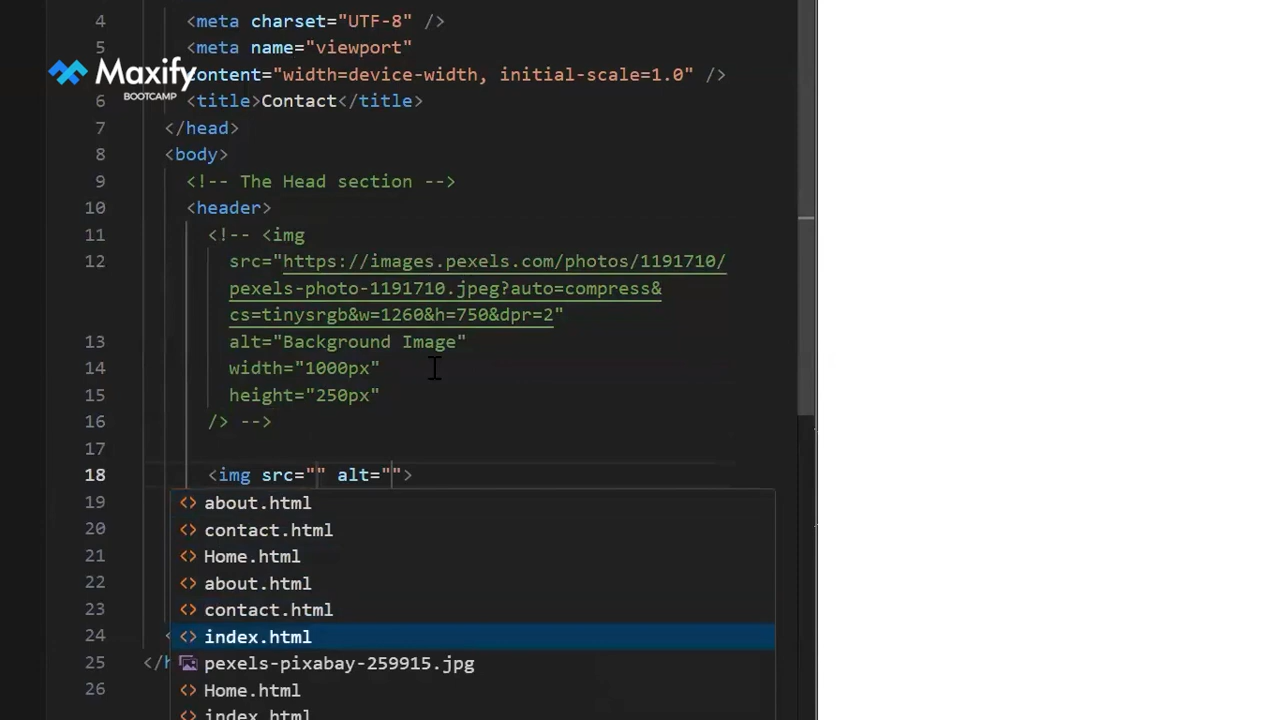 4 <meta charset="UTF-8" />
5 <meta name="viewport"
content="width=device-width, initial-scale=1.0" />
Maxify
BOOTCAMP
6 <title>Contact</title>
7 </head>
8 <body>
9 <!-- The Head section -->
10 <header>
11 <!-- <img
12 src="https://images.pexels.com/photos/1191710/
pexels-photo-1191710.jpeg?auto=compress&
cs=tinysrgb&w=1260&h=750&dpr=2"
13 alt="Background Image"
14 width="1000px"
15 height="250px"
16 /> -->
17
18 <img src="" alt="">
19 about.html
20 contact.html
21 Home.html
22 about.html
23 contact.html
24 < index.html
25 </h pexels-pixabay-259915.jpg
26 Home.html
index.html